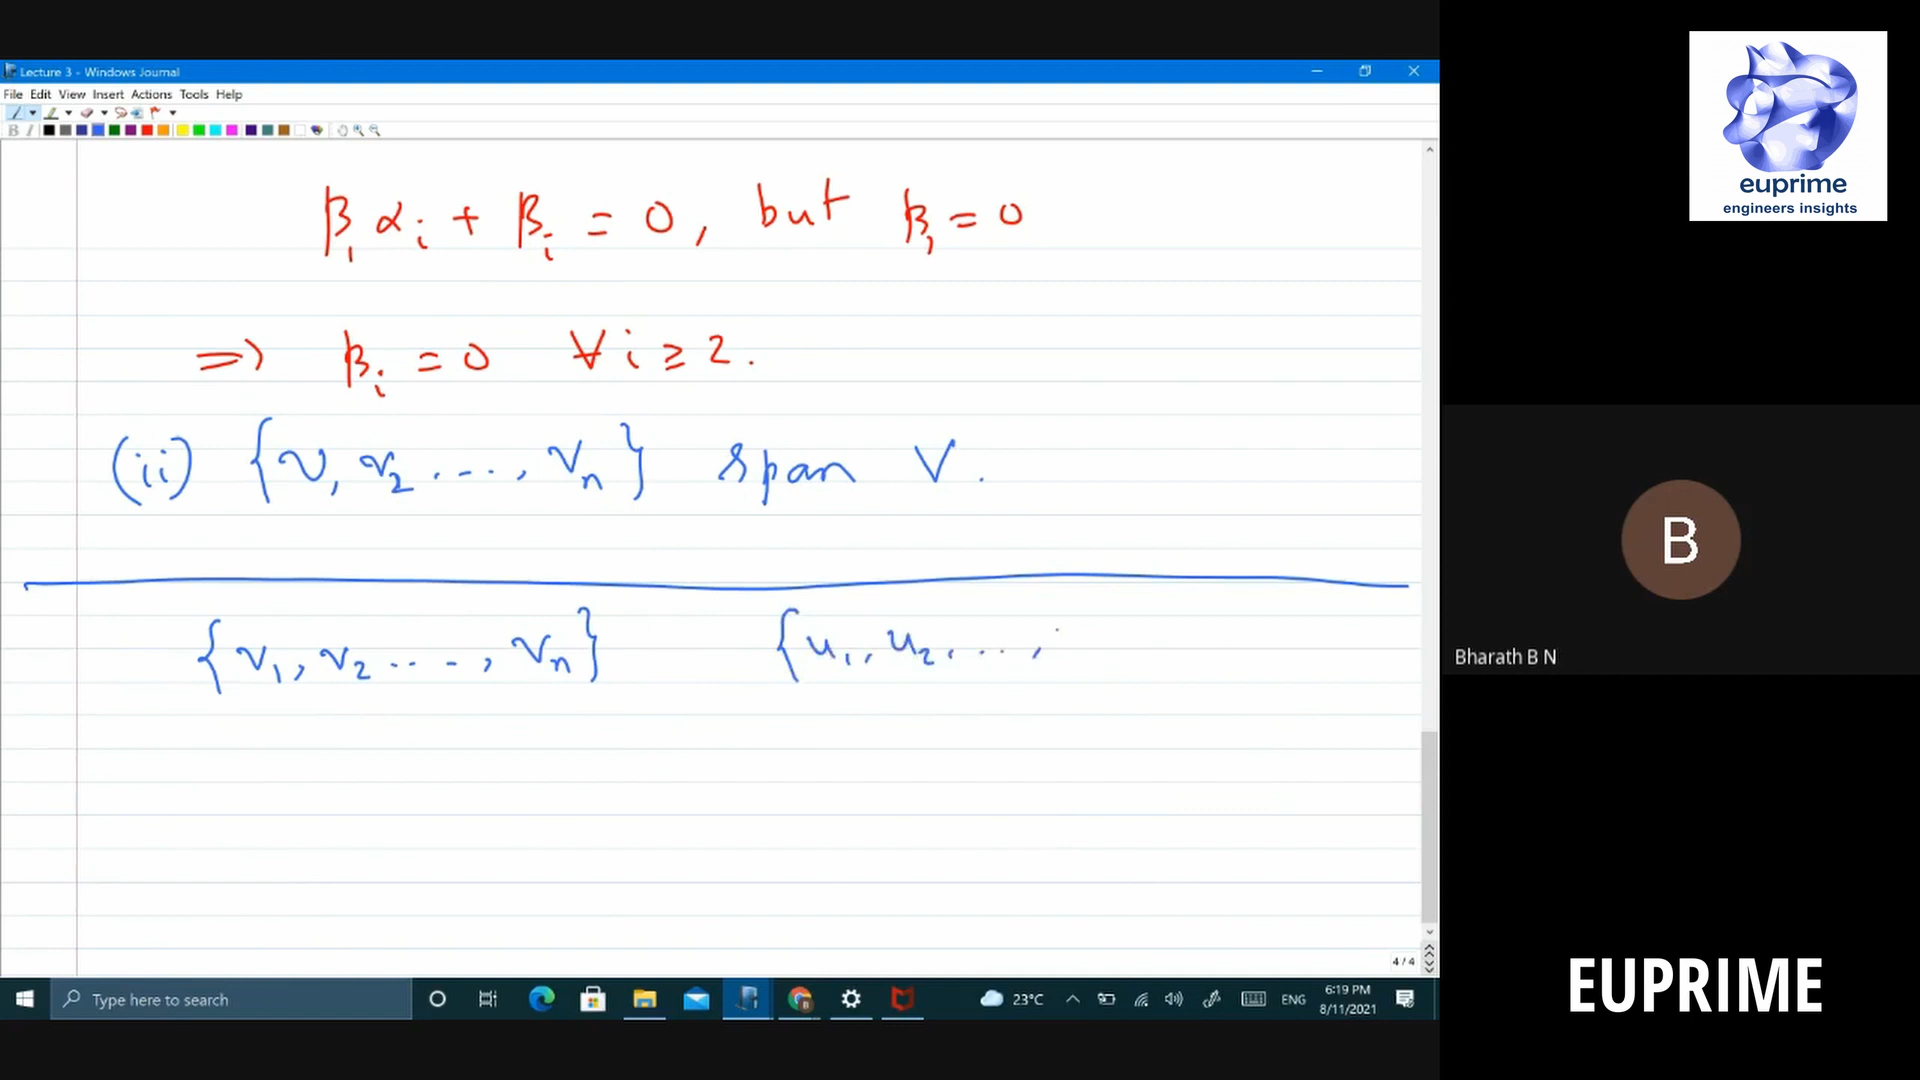 Lecture 3 - Windows Journal
File Edit View Insert Actions Tools Help
B I
β₁ αᵢ + βᵢ = 0, but β₁ = 0
⇒ βᵢ = 0 ∀ i ≥ 2.
(ii) {v, v₂ ...., vₙ} span V.
{v₁, v₂ ...., vₙ} {u₁, u₂, ...,
4 / 4
Type here to search
23°C
ENG
6:19 PM
8/11/2021
euprime
engineers insights
B
Bharath B N
EUPRIME